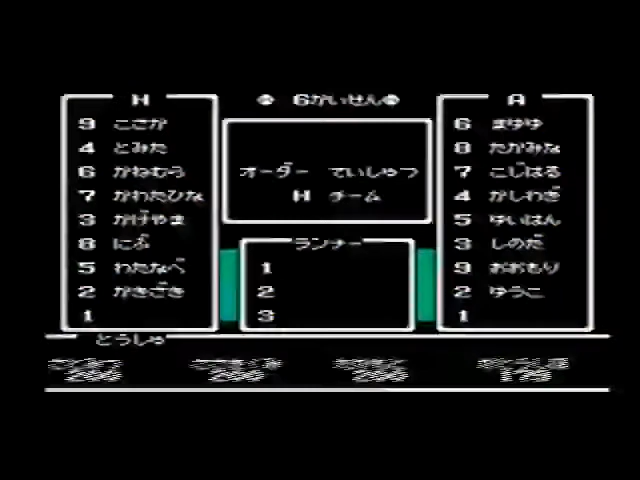 H
9 こさか
4 とみた
6 かねむら
7 かわたひな
3 かげやま
8 にぶ
5 わたなべ
2 かきざき
1
6かいせん
オーダー ていしゅつ
H チーム
ランナー
1
2
3
A
6 まゆゆ
8 たかみな
7 こじはる
4 かしわぎ
5 ゆいはん
3 しのだ
9 おおもり
2 ゆうこ
1
とうしゅ